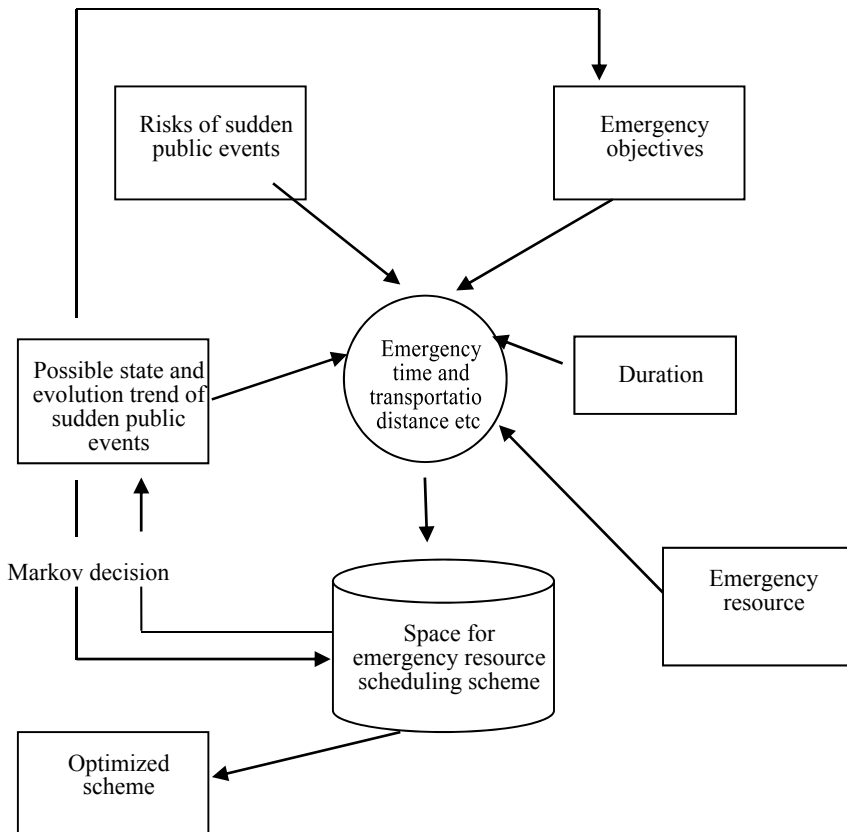 Risks of sudden
public events
Emergency
objectives
Possible state and
evolution trend of
sudden public
events
Emergency
time and
transportatio
distance etc
Duration
Markov decision
Emergency
resource
Space for
emergency resource
scheduling scheme
Optimized
scheme